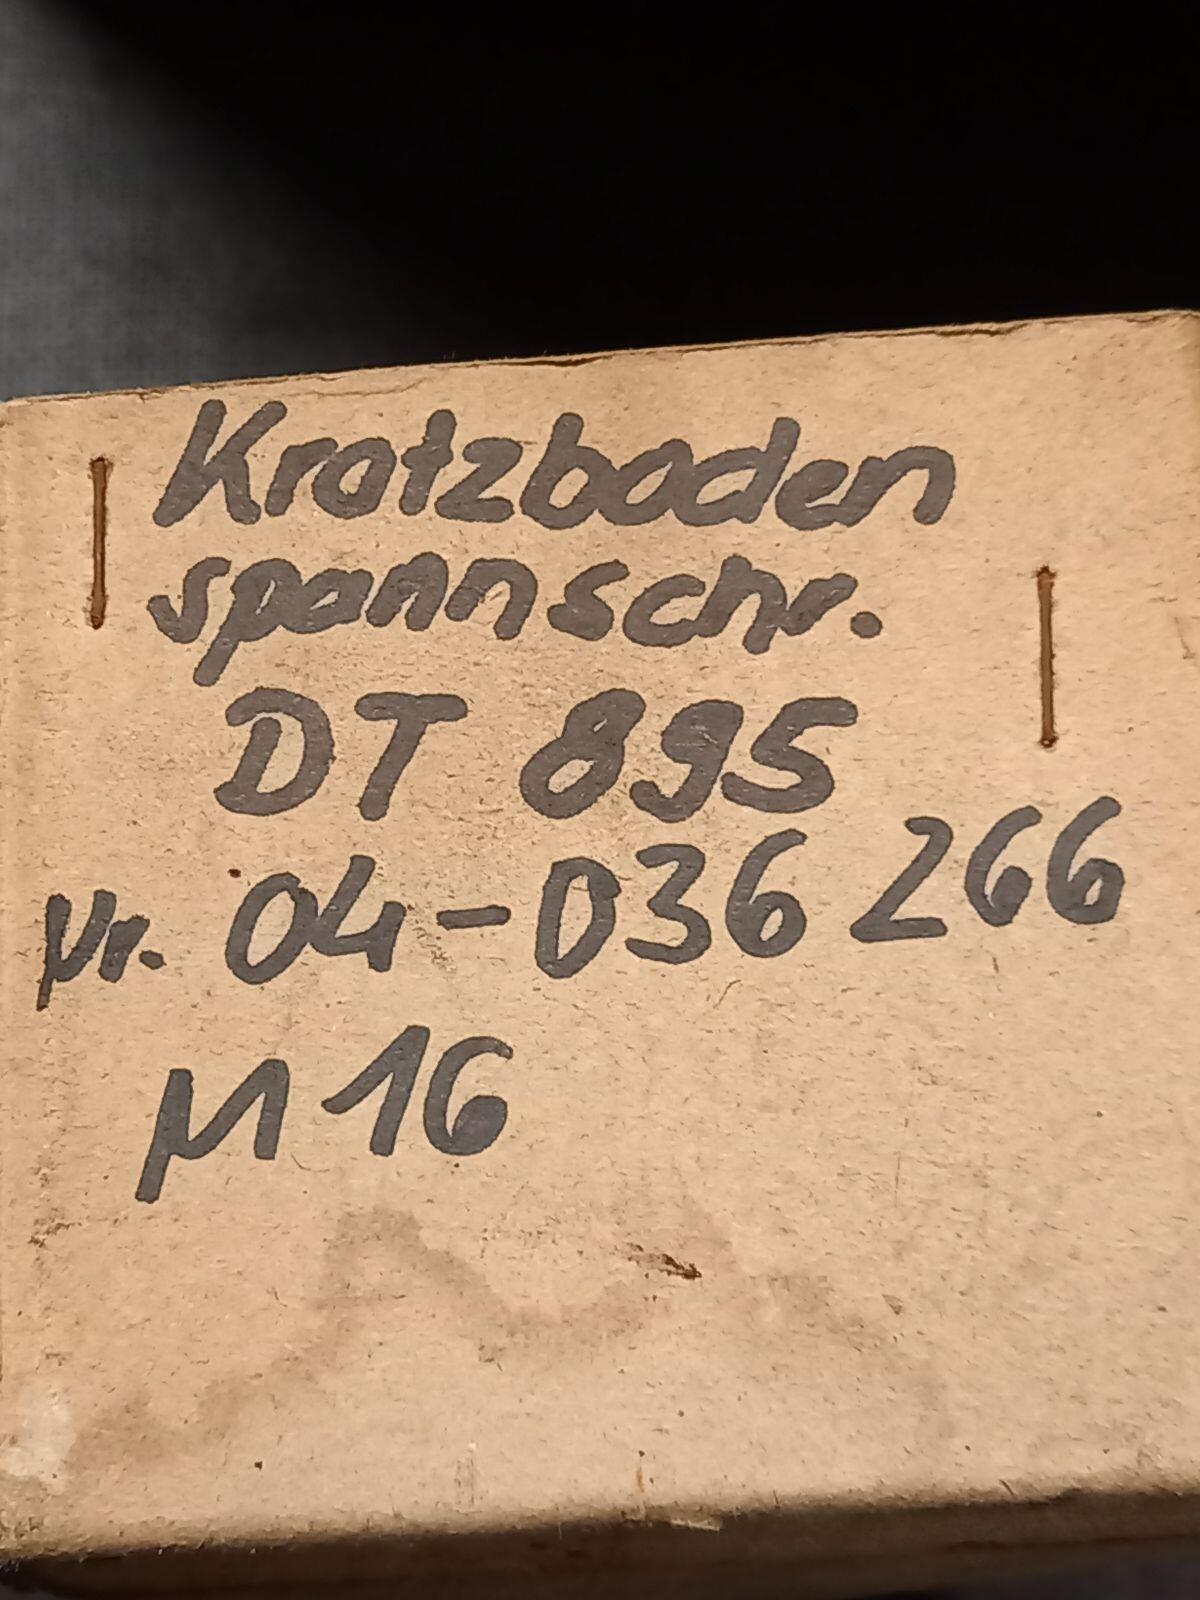 Kratzboden
spannschr.
DT 895
Nr. 04-036 266
M 16